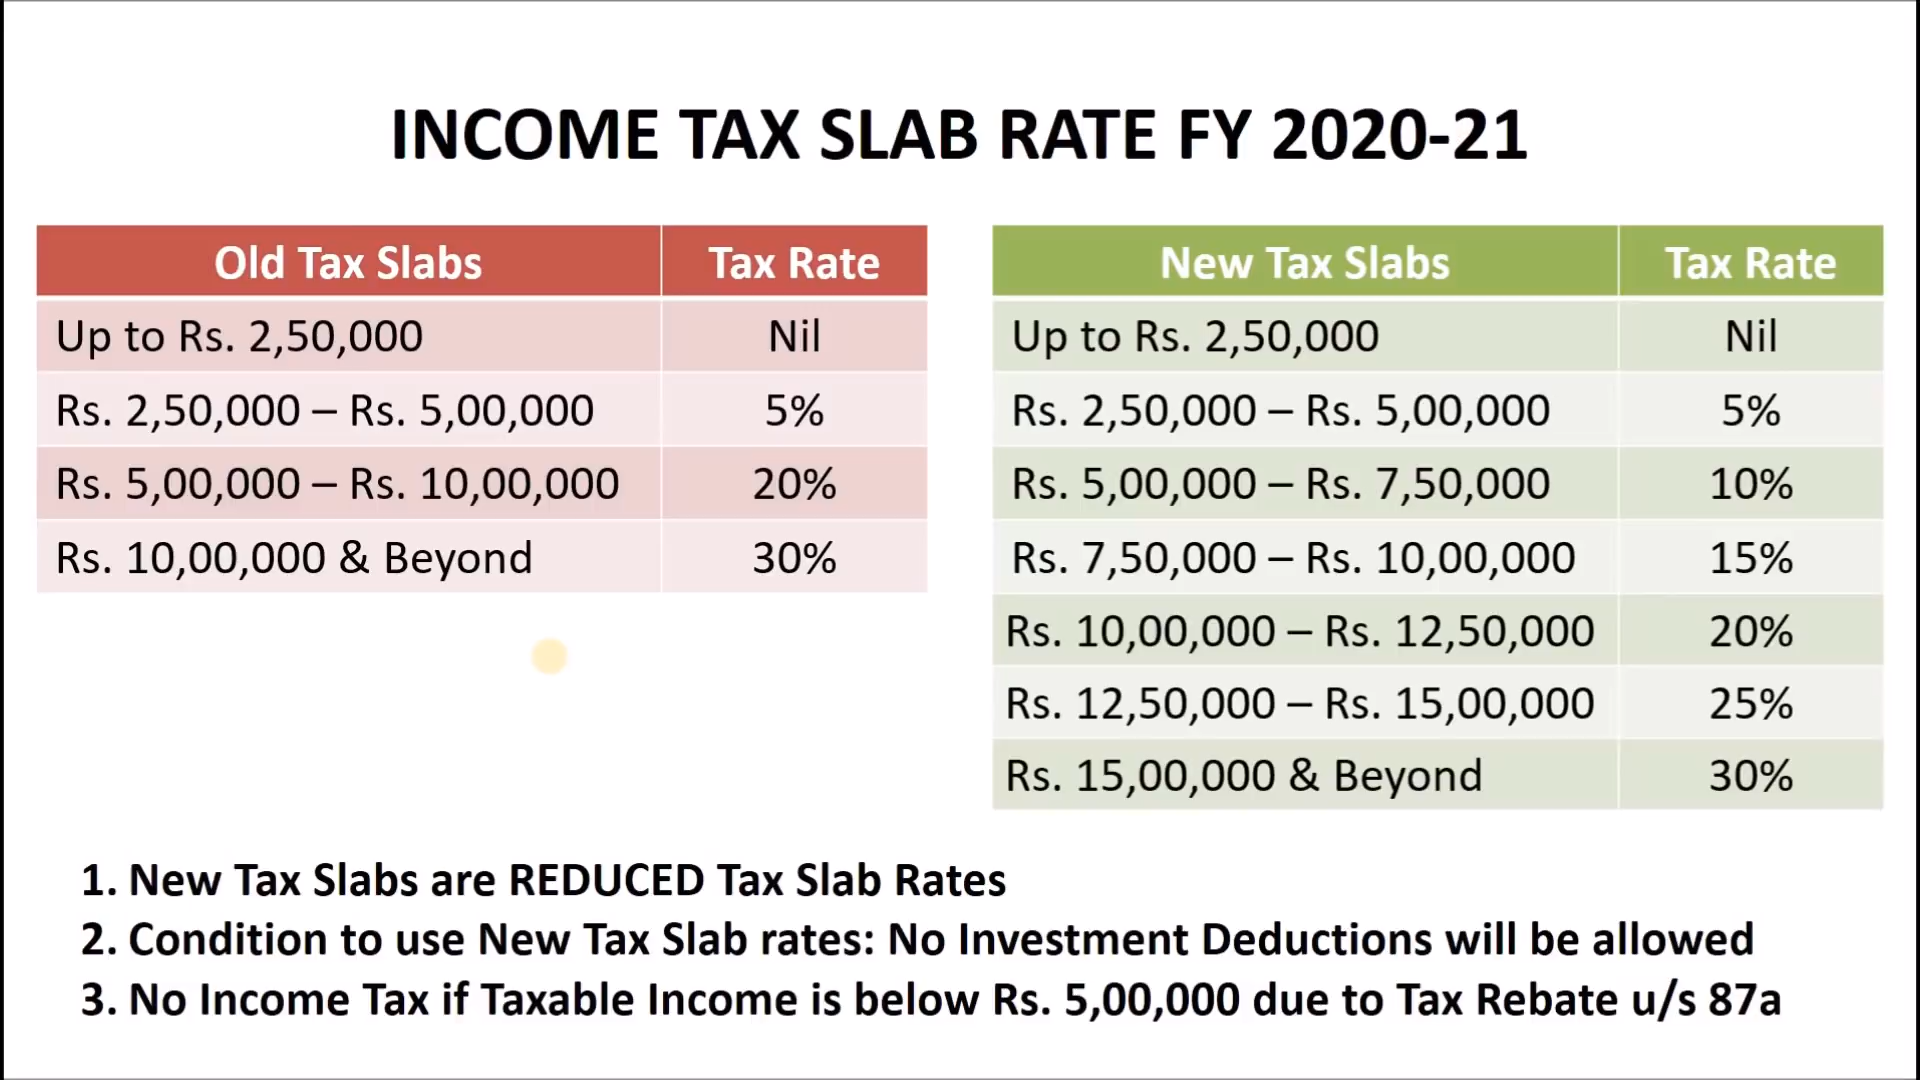 INCOME TAX SLAB RATE FY 2020-21
Old Tax Slabs Tax Rate
Up to Rs. 2,50,000 Nil
Rs. 2,50,000 – Rs. 5,00,000 5%
Rs. 5,00,000 – Rs. 10,00,000 20%
Rs. 10,00,000 & Beyond 30%
New Tax Slabs Tax Rate
Up to Rs. 2,50,000 Nil
Rs. 2,50,000 – Rs. 5,00,000 5%
Rs. 5,00,000 – Rs. 7,50,000 10%
Rs. 7,50,000 – Rs. 10,00,000 15%
Rs. 10,00,000 – Rs. 12,50,000 20%
Rs. 12,50,000 – Rs. 15,00,000 25%
Rs. 15,00,000 & Beyond 30%
1. New Tax Slabs are REDUCED Tax Slab Rates
2. Condition to use New Tax Slab rates: No Investment Deductions will be allowed
3. No Income Tax if Taxable Income is below Rs. 5,00,000 due to Tax Rebate u/s 87a